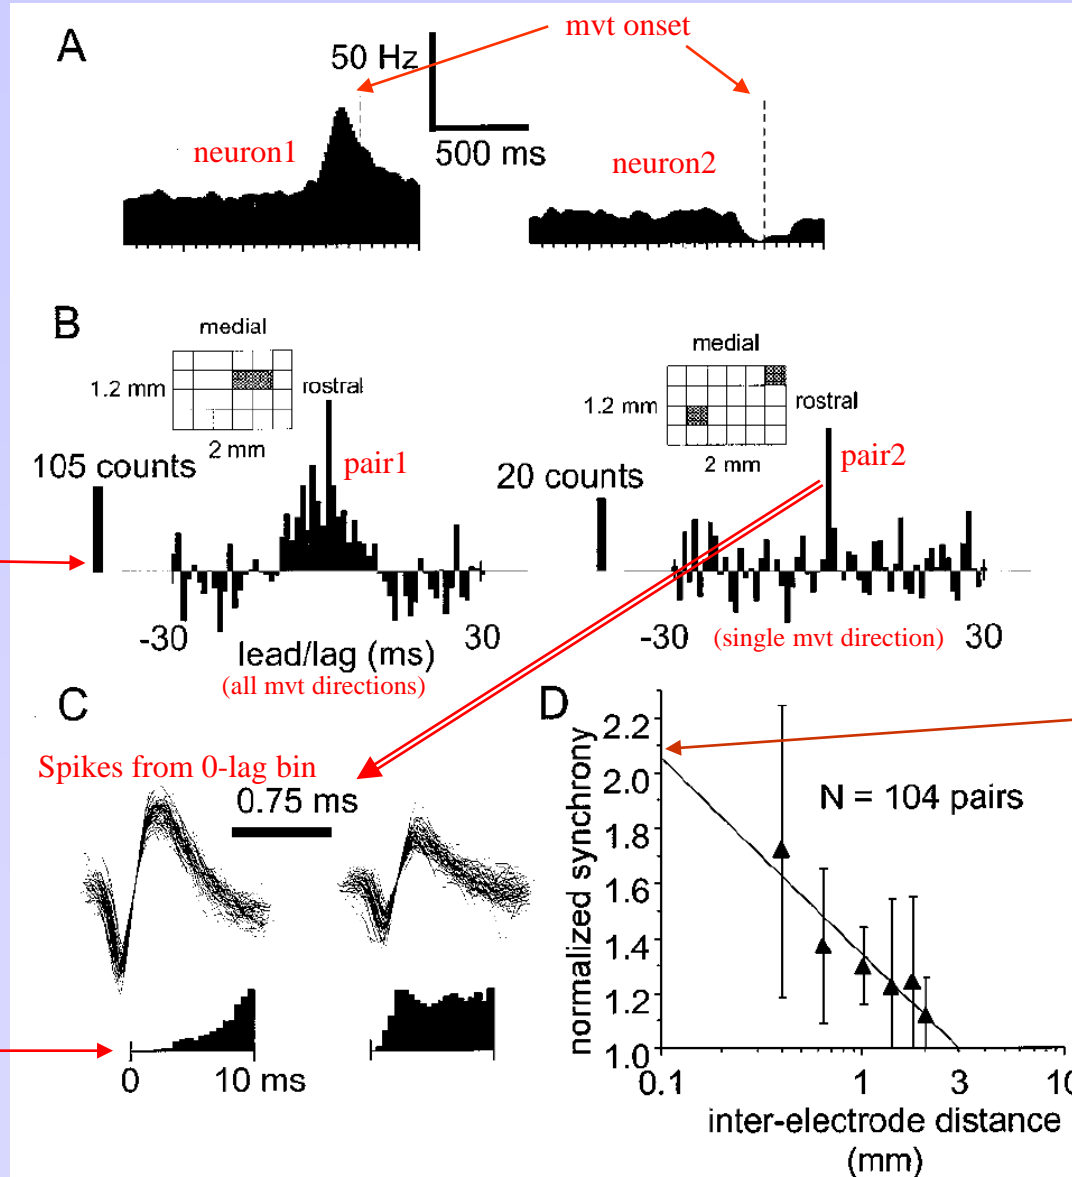 A
mvt onset
50 Hz
500 ms
neuron1
neuron2
B
medial
1.2 mm
rostral
2 mm
105 counts
pair1
-30
30
lead/lag (ms)
(all mvt directions)
medial
1.2 mm
rostral
2 mm
20 counts
pair2
-30
(single mvt direction)
30
C
Spikes from 0-lag bin
0.75 ms
0
10 ms
D
normalized synchrony
2.2
2.0
1.8
1.6
1.4
1.2
1.0
N = 104 pairs
0.1
1
3
10
inter-electrode distance
(mm)